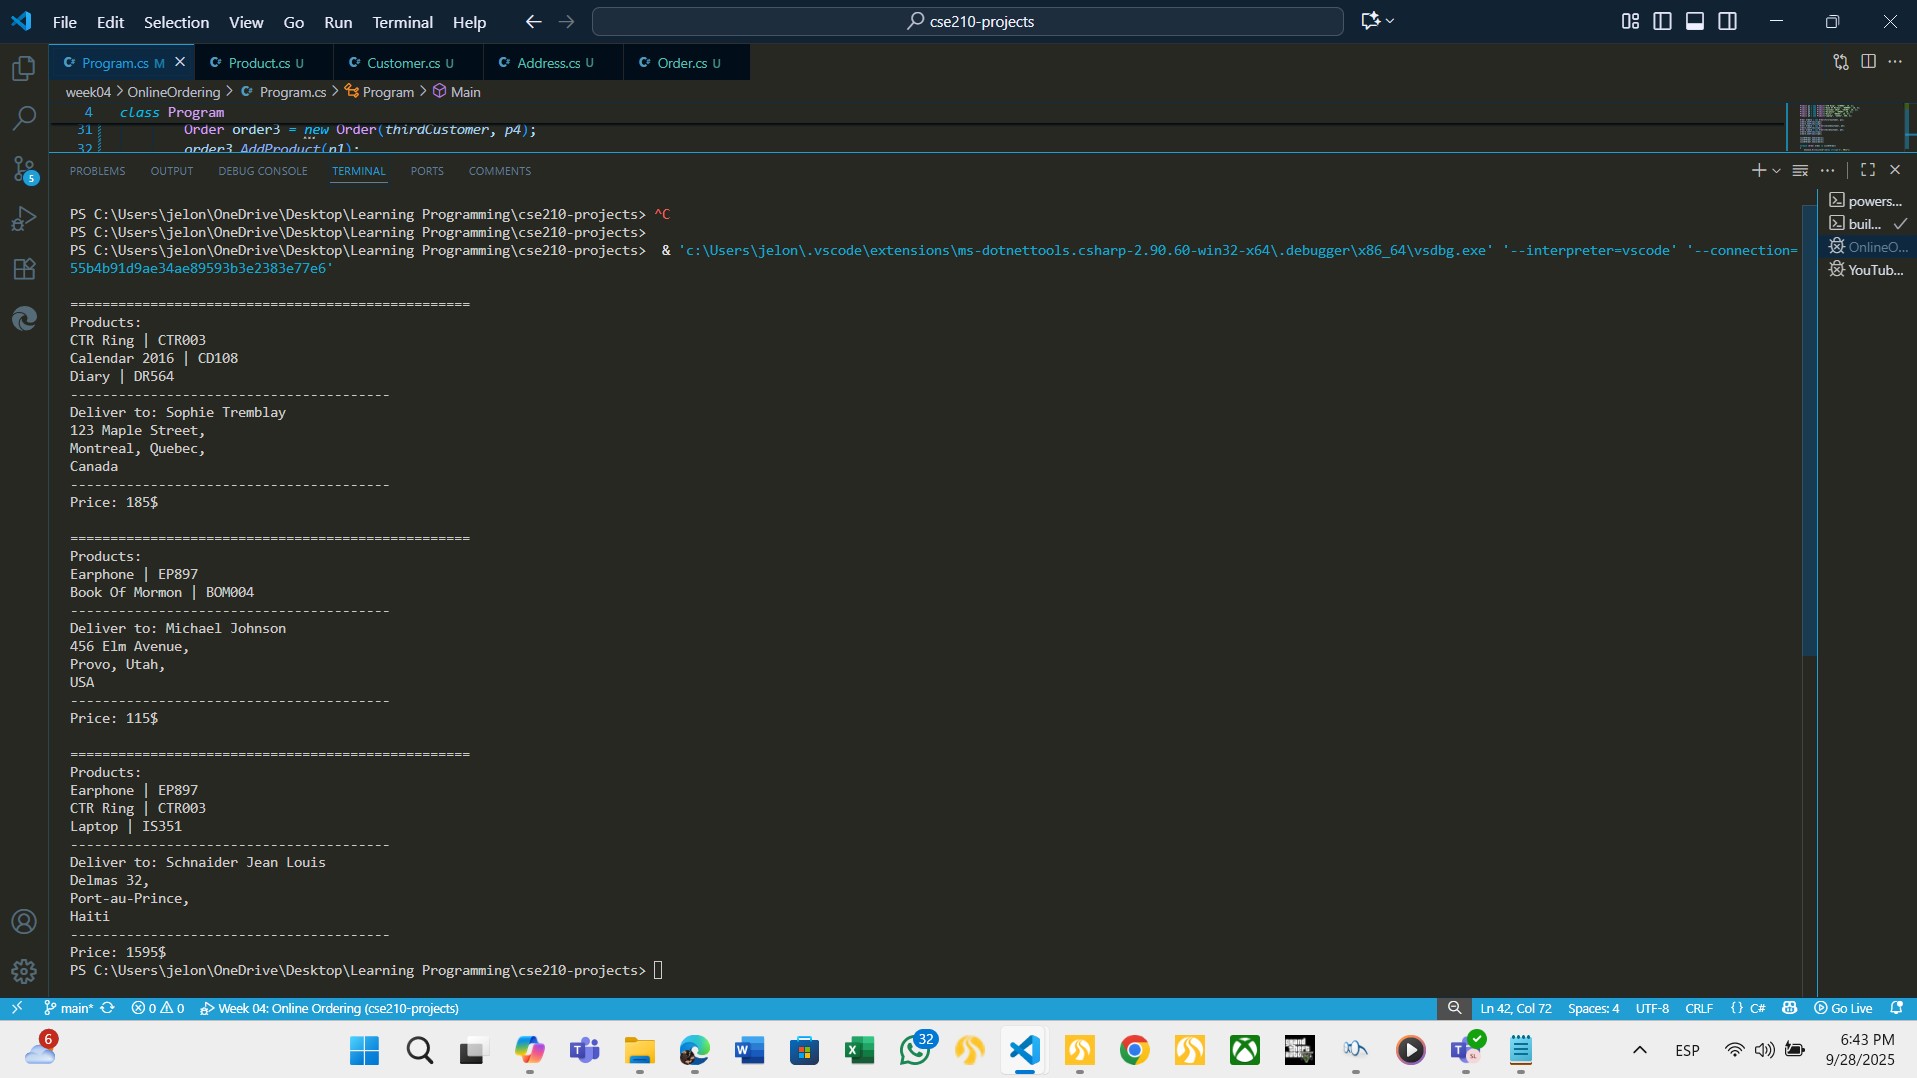 File Edit Selection View Go Run Terminal Help cse210-projects
Program.cs M Product.cs U Customer.cs U Address.cs U Order.cs U
week04 > OnlineOrdering > Program.cs > Program > Main
4 class Program
31 Order order3 = new Order(thirdCustomer, p4);
32 order3.AddProduct(p1);
PROBLEMS OUTPUT DEBUG CONSOLE TERMINAL PORTS COMMENTS
powers...
buil...
OnlineO...
YouTub...
PS C:\Users\jelon\OneDrive\Desktop\Learning Programming\cse210-projects> ^C
PS C:\Users\jelon\OneDrive\Desktop\Learning Programming\cse210-projects>
PS C:\Users\jelon\OneDrive\Desktop\Learning Programming\cse210-projects>  & 'c:\Users\jelon\.vscode\extensions\ms-dotnettools.csharp-2.90.60-win32-x64\.debugger\x86_64\vsdbg.exe' '--interpreter=vscode' '--connection=
55b4b91d9ae34ae89593b3e2383e77e6'
==================================================
Products:
CTR Ring | CTR003
Calendar 2016 | CD108
Diary | DR564
----------------------------------------
Deliver to: Sophie Tremblay
123 Maple Street,
Montreal, Quebec,
Canada
----------------------------------------
Price: 185$
==================================================
Products:
Earphone | EP897
Book Of Mormon | BOM004
----------------------------------------
Deliver to: Michael Johnson
456 Elm Avenue,
Provo, Utah,
USA
----------------------------------------
Price: 115$
==================================================
Products:
Earphone | EP897
CTR Ring | CTR003
Laptop | IS351
----------------------------------------
Deliver to: Schnaider Jean Louis
Delmas 32,
Port-au-Prince,
Haiti
----------------------------------------
Price: 1595$
PS C:\Users\jelon\OneDrive\Desktop\Learning Programming\cse210-projects>
5
main* 0 0 Week 04: Online Ordering (cse210-projects) Ln 42, Col 72 Spaces: 4 UTF-8 CRLF {} C# Go Live
6 32 ESP 6:43 PM
9/28/2025